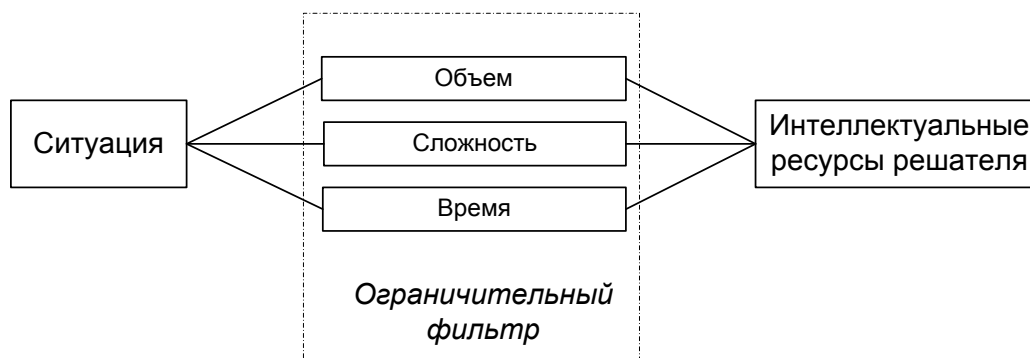 Ситуация
Объем
Сложность
Время
Ограничительный
фильтр
Интеллектуальные
ресурсы решателя